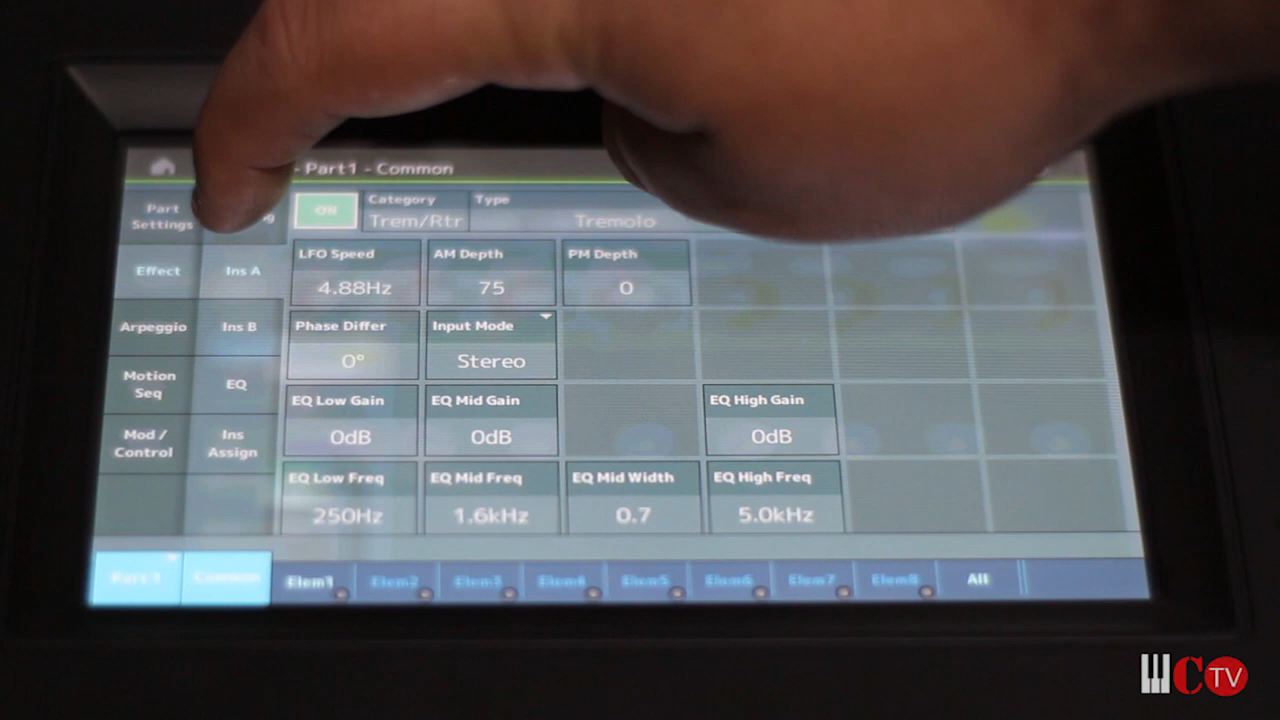 - Part1 - Common
Part
Settings
ON
Category
Trem/Rtr
Type
Tremolo
Effect
Ins A
LFO Speed
4.88Hz
AM Depth
75
PM Depth
0
Arpeggio
Ins B
Phase Differ
0°
Input Mode
Stereo
Motion
Seq
EQ
EQ Low Gain
0dB
EQ Mid Gain
0dB
EQ High Gain
0dB
Mod /
Control
Ins
Assign
EQ Low Freq
250Hz
EQ Mid Freq
1.6kHz
EQ Mid Width
0.7
EQ High Freq
5.0kHz
Part 1
Common
Elem1
Elem2
Elem3
Elem4
Elem5
Elem6
Elem7
Elem8
All
C TV